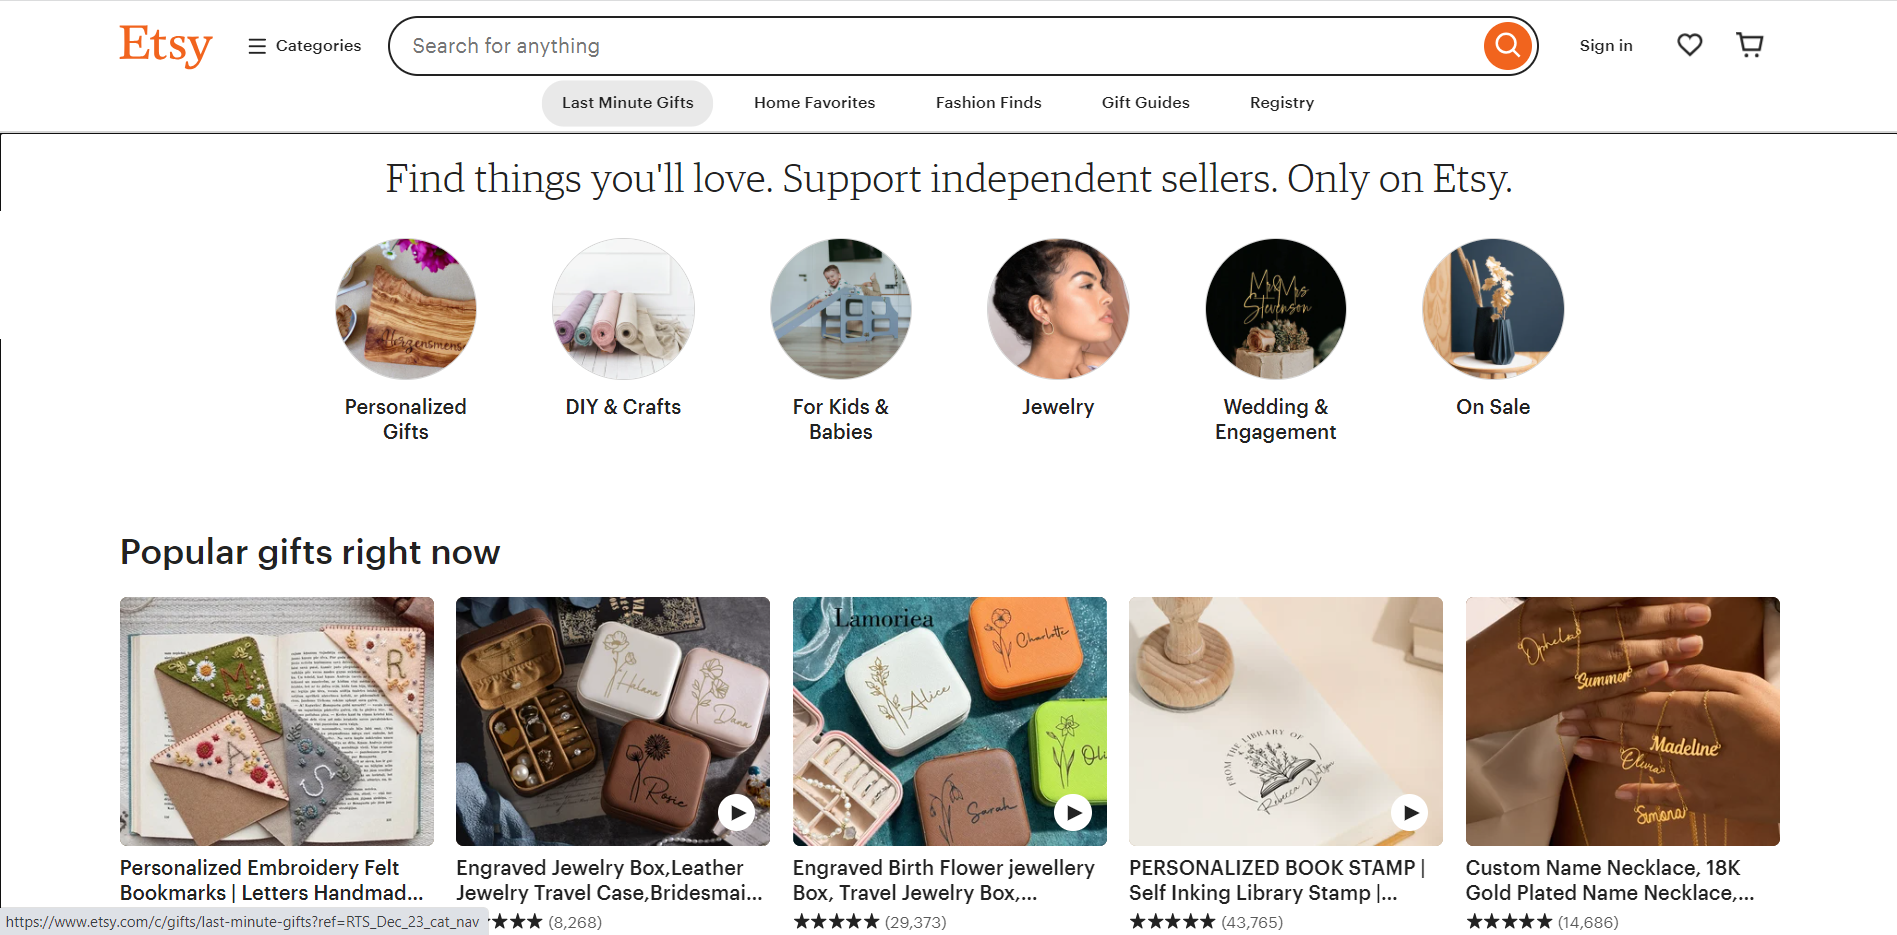 Etsy
Categories
Search for anything
Sign in
Last Minute Gifts
Home Favorites
Fashion Finds
Gift Guides
Registry
Find things you'll love. Support independent sellers. Only on Etsy.
Herzensmens
Mr&Mrs
Stevenson
Personalized
Gifts
DIY & Crafts
For Kids &
Babies
Jewelry
Wedding &
Engagement
On Sale
Popular gifts right now
R
M
A
S
Helana
Dana
Rosie
Lamoriea
Charlotte
Alice
Oli
Sarah
FROM THE LIBRARY OF
Rebecca Watson
Ophelia
Summer
Madeline
Olivia
Simona
Personalized Embroidery Felt
Bookmarks | Letters Handmad...
Engraved Jewelry Box,Leather
Jewelry Travel Case,Bridesmai...
(8,268)
Engraved Birth Flower jewellery
Box, Travel Jewelry Box,...
(29,373)
PERSONALIZED BOOK STAMP |
Self Inking Library Stamp |...
(43,765)
Custom Name Necklace, 18K
Gold Plated Name Necklace,...
(14,686)
https://www.etsy.com/c/gifts/last-minute-gifts?ref=RTS_Dec_23_cat_nav